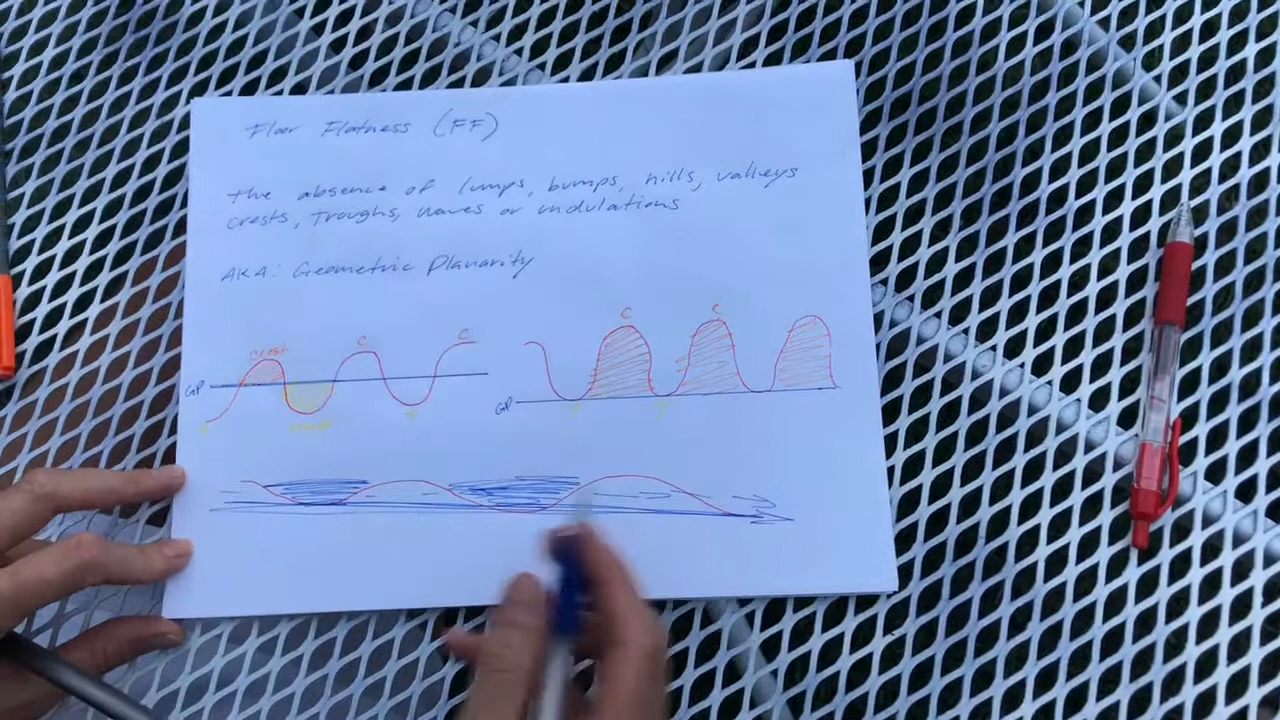 Floor Flatness (FF)
the absence of lumps, bumps, hills, valleys
crests, Troughs, waves or undulations
AKA: Geometric Planarity
C
C
crest
C
C
GP
GP
T
T
T
T